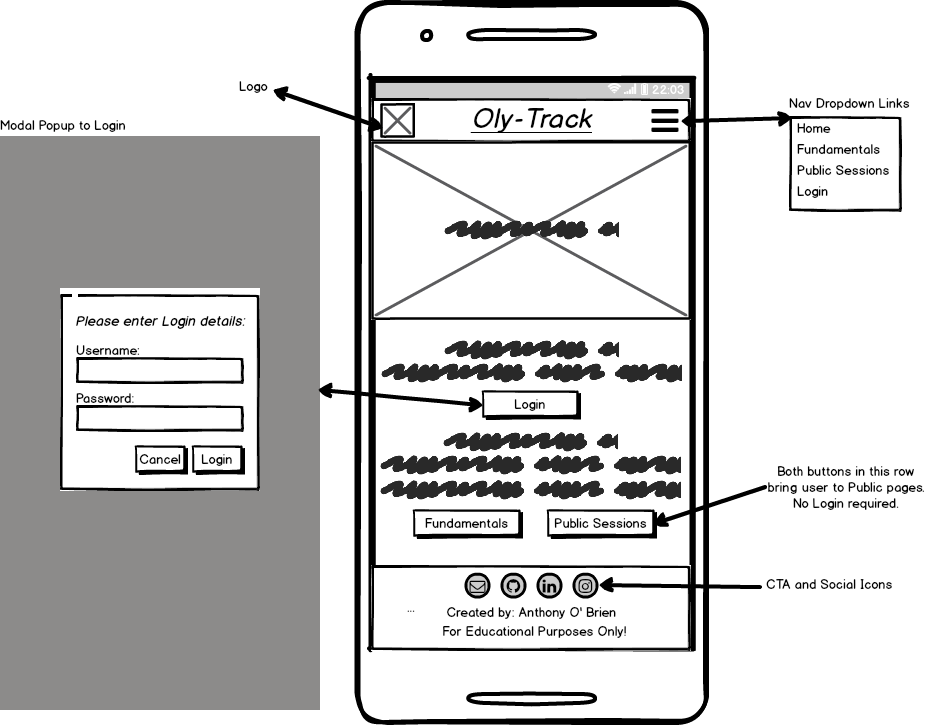 Logo
Modal Popup to Login
22:03
Oly-Track
Nav Dropdown Links
Home
Fundamentals
Public Sessions
Login
Please enter Login details:
Username:
Password:
Cancel
Login
Login
Fundamentals
Public Sessions
Both buttons in this row
bring user to Public pages.
No Login required.
in
CTA and Social Icons
...
Created by: Anthony O' Brien
For Educational Purposes Only!